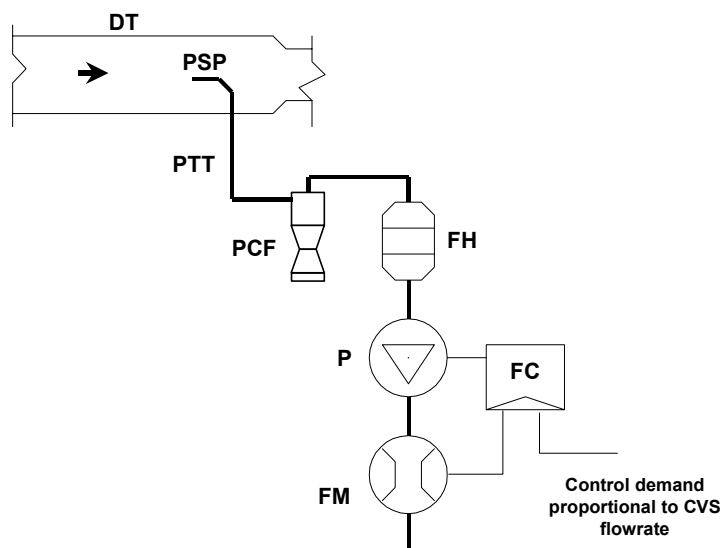 DT
PSP
PTT
PCF
FH
P
FC
FM
Control demand
proportional to CVS
flowrate